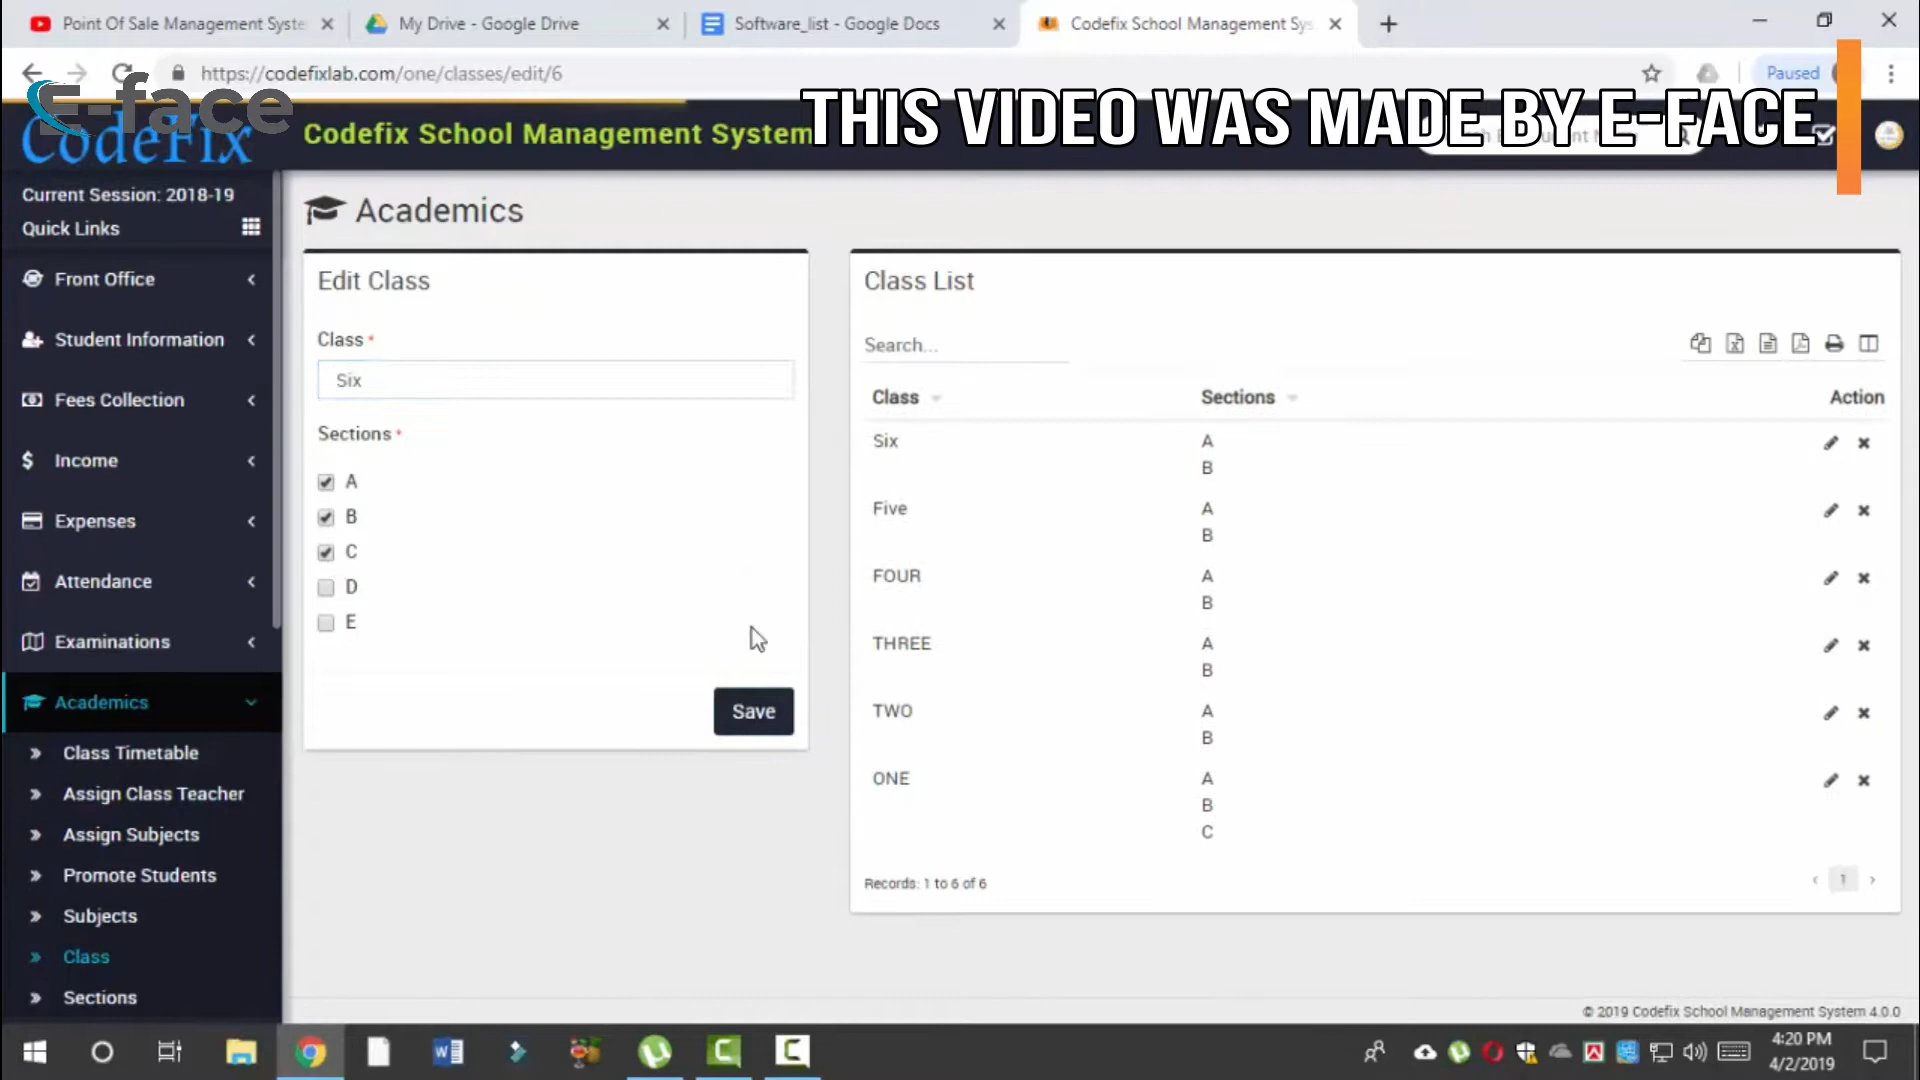 Point Of Sale Management Syste
My Drive - Google Drive
Software_list - Google Docs
Codefix School Management Sys
https://codefixlab.com/one/classes/edit/6
Paused
E-face
THIS VIDEO WAS MADE BY E-FACE
CodeFix
Codefix School Management System
Current Session: 2018-19
Quick Links
Front Office
Student Information
Fees Collection
Income
Expenses
Attendance
Examinations
Academics
Class Timetable
Assign Class Teacher
Assign Subjects
Promote Students
Subjects
Class
Sections
Academics
Edit Class
Class *
Six
Sections *
A
B
C
D
E
Save
Class List
Search...
Class Sections Action
Six A
B
Five A
B
FOUR A
B
THREE A
B
TWO A
B
ONE A
B
C
Records: 1 to 6 of 6
1
© 2019 Codefix School Management System 4.0.0
4:20 PM
4/2/2019